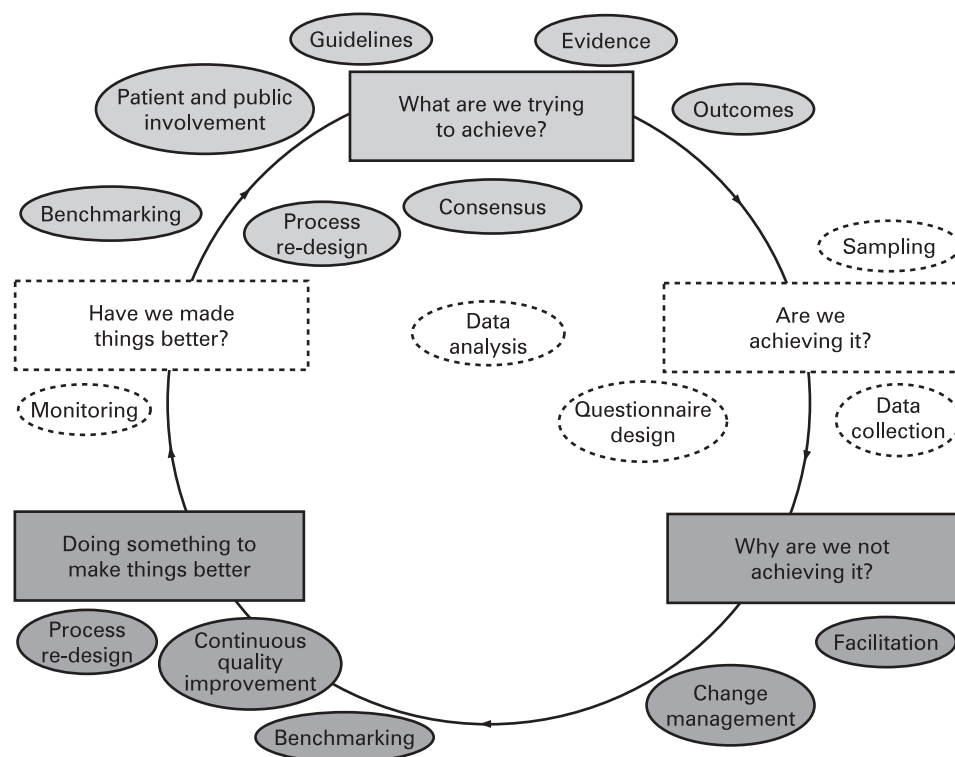 Guidelines
Evidence
Patient and public
involvement
What are we trying
to achieve?
Outcomes
Benchmarking
Process
re-design
Consensus
Sampling
Have we made
things better?
Data
analysis
Are we
achieving it?
Monitoring
Questionnaire
design
Data
collection
Doing something to
make things better
Why are we not
achieving it?
Process
re-design
Continuous
quality
improvement
Facilitation
Change
management
Benchmarking